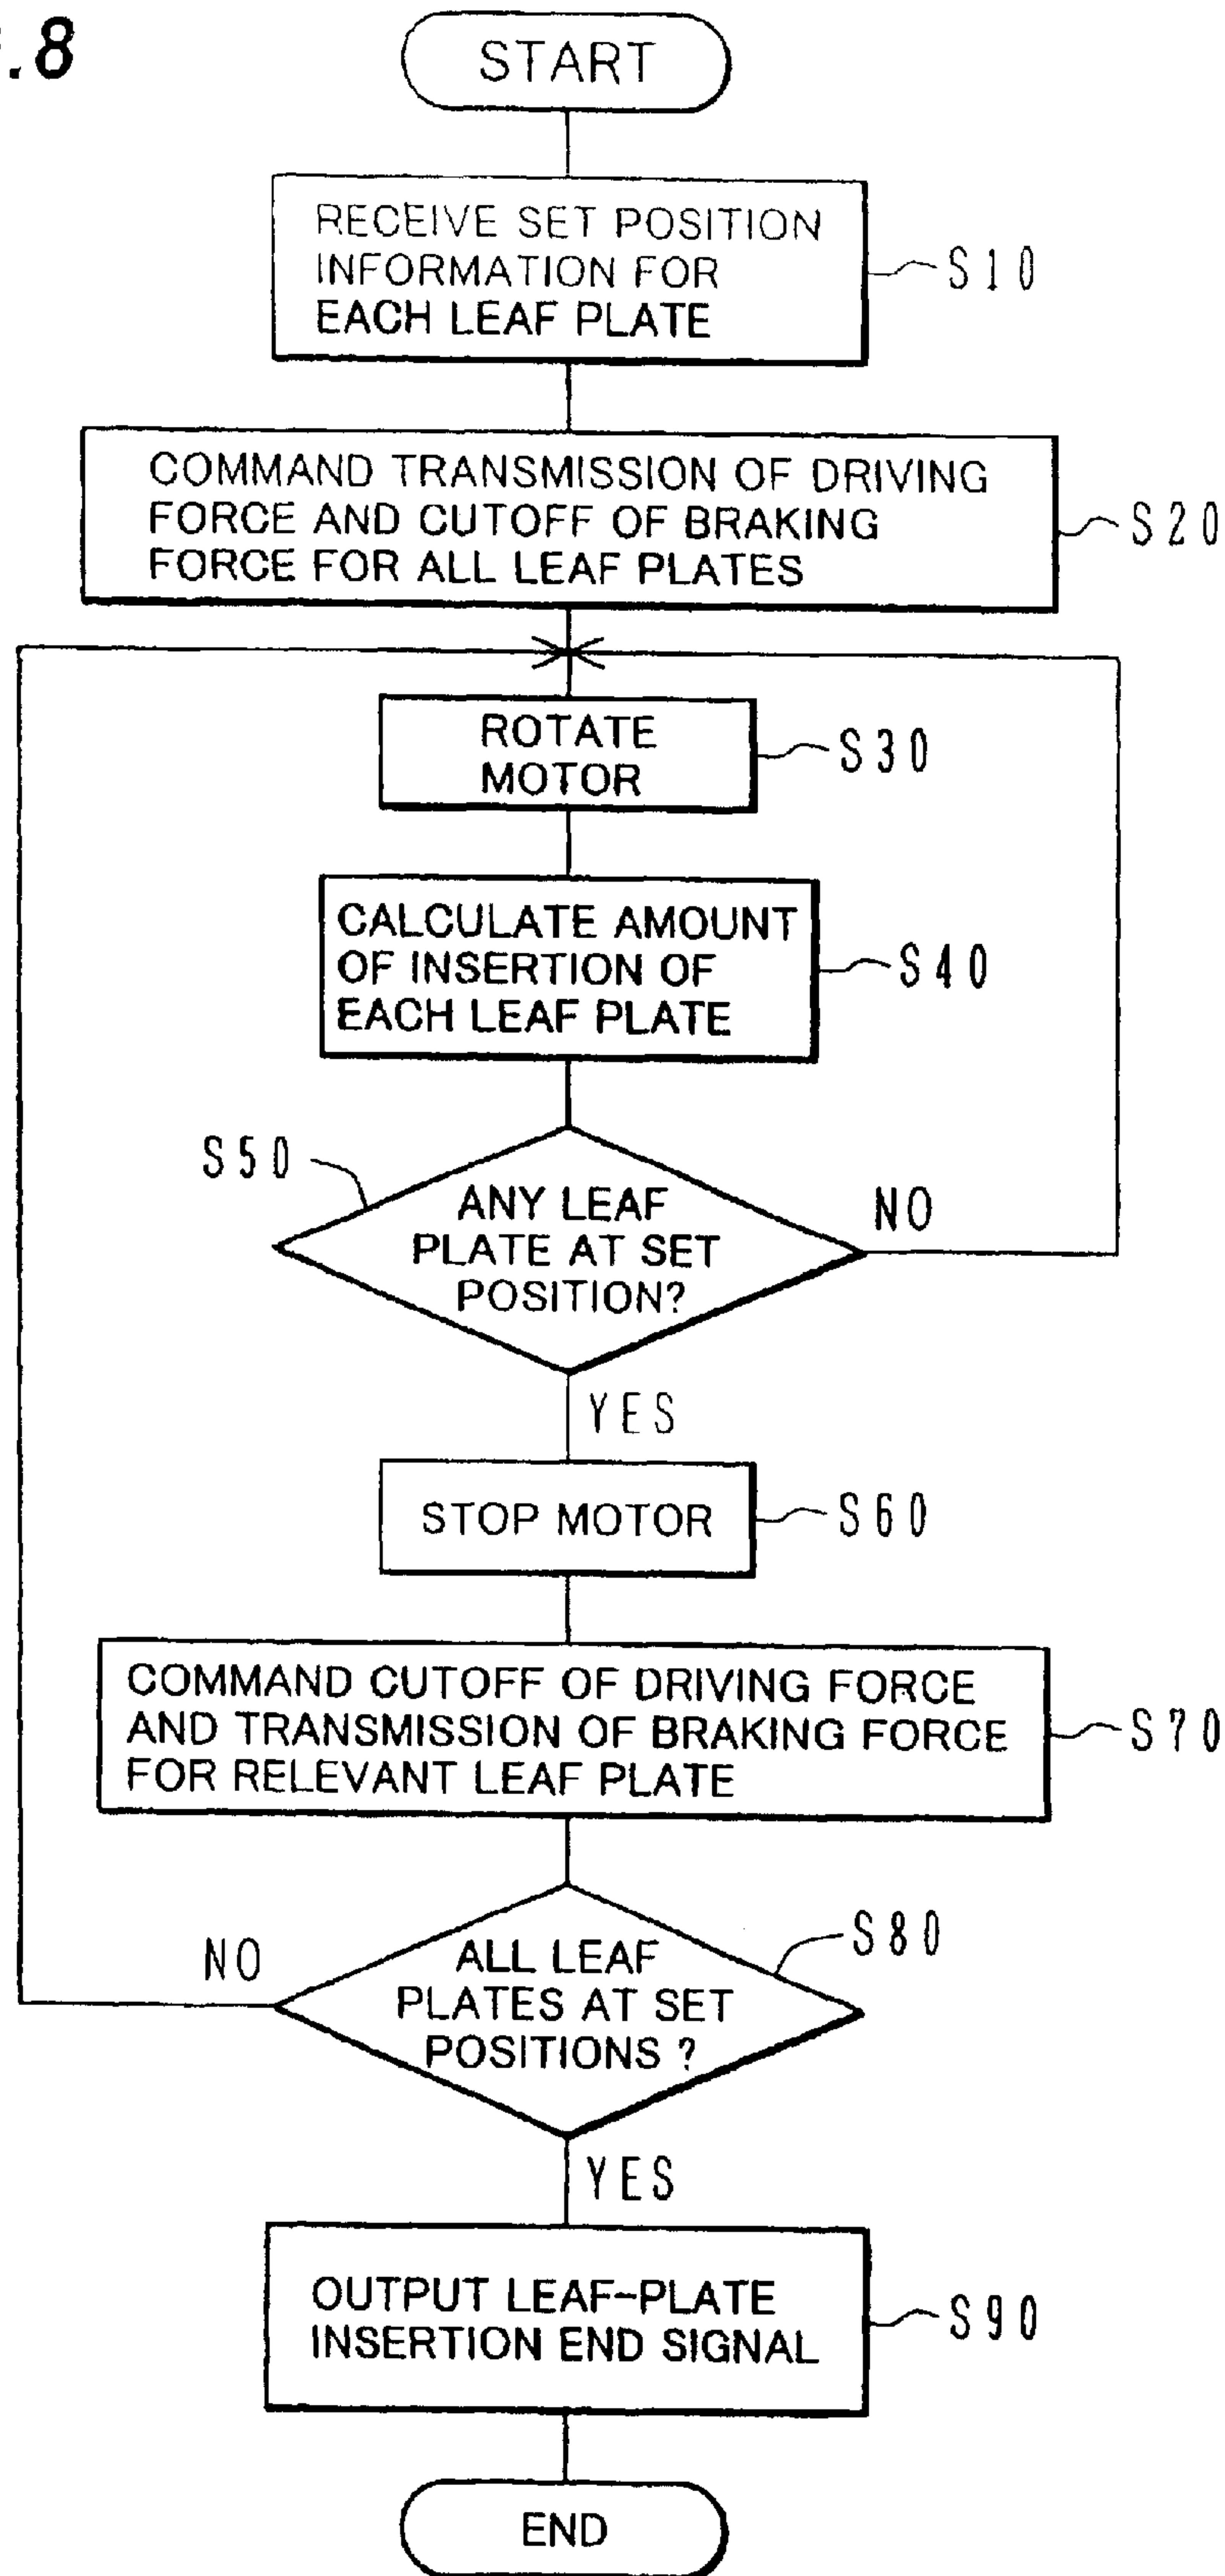 .8
START
RECEIVE SET POSITION
INFORMATION FOR
EACH LEAF PLATE
S10
COMMAND TRANSMISSION OF DRIVING
FORCE AND CUTOFF OF BRAKING
FORCE FOR ALL LEAF PLATES
S20
ROTATE
MOTOR
S30
CALCULATE AMOUNT
OF INSERTION OF
EACH LEAF PLATE
S40
S50
ANY LEAF
PLATE AT SET
POSITION?
NO
YES
STOP MOTOR
S60
COMMAND CUTOFF OF DRIVING FORCE
AND TRANSMISSION OF BRAKING FORCE
FOR RELEVANT LEAF PLATE
S70
NO
ALL LEAF
PLATES AT SET
POSITIONS ?
S80
YES
OUTPUT LEAF-PLATE
INSERTION END SIGNAL
S90
END